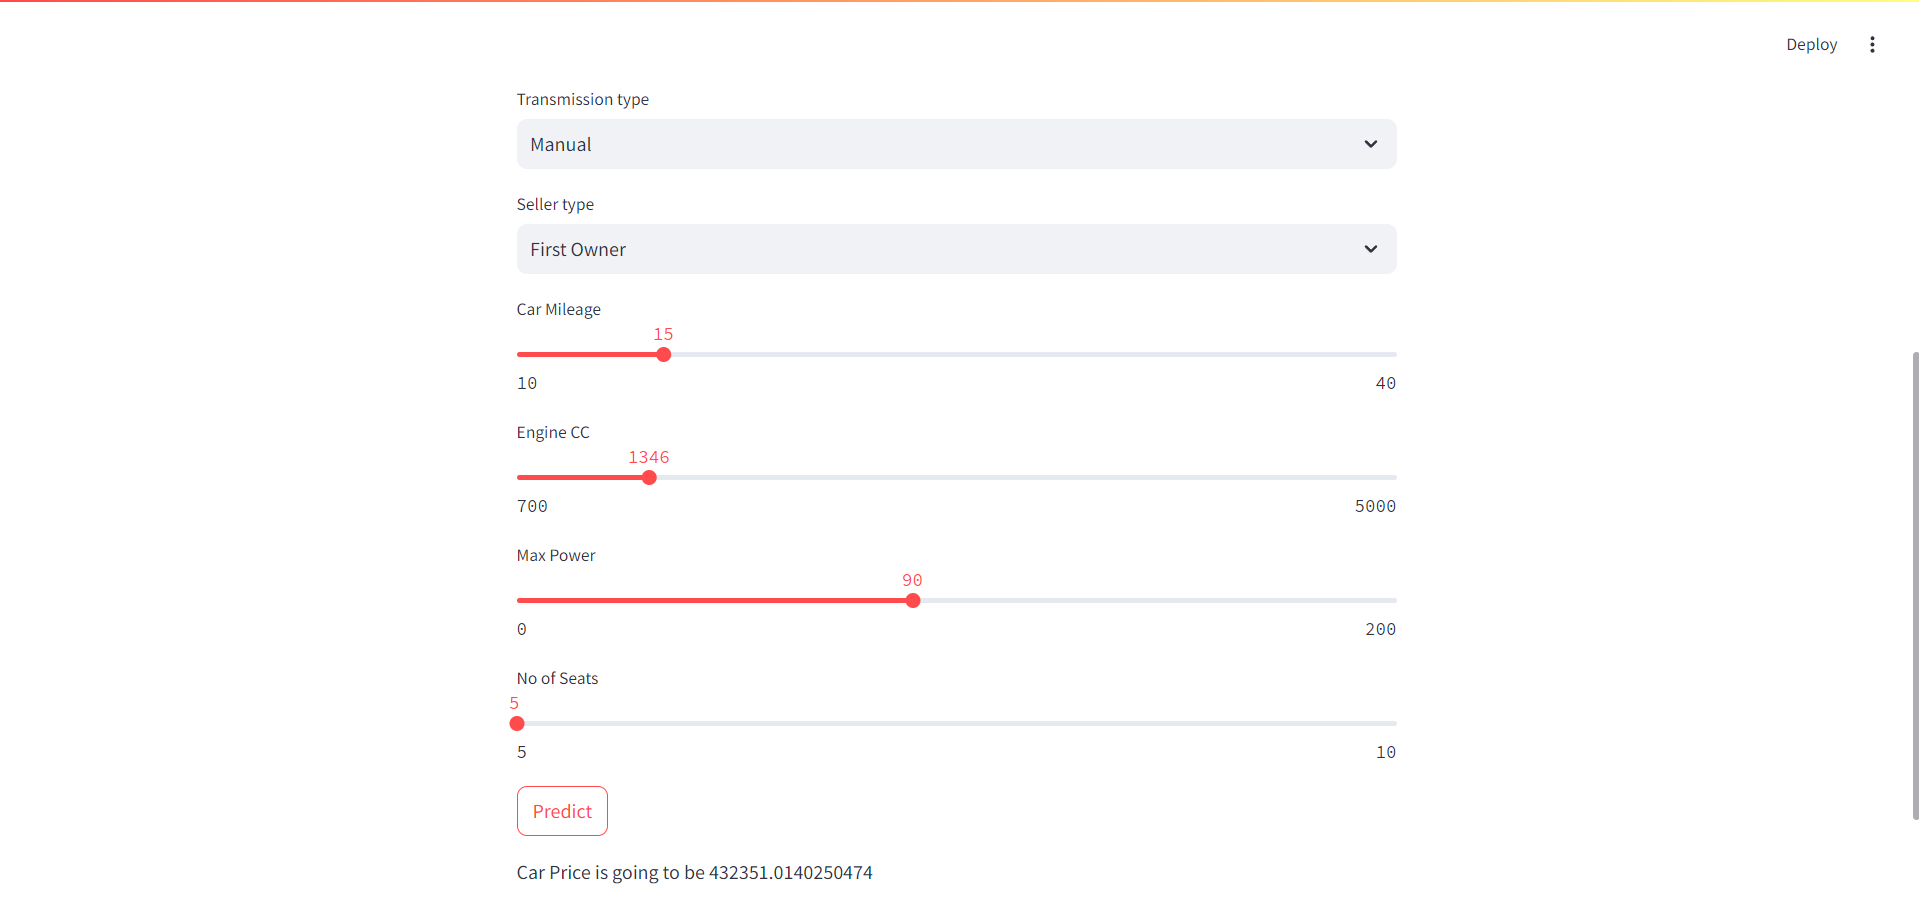 Deploy
Transmission type
Manual
Seller type
First Owner
Car Mileage
15
10 40
Engine CC
1346
700 5000
Max Power
90
0 200
No of Seats
5
5 10
Predict
Car Price is going to be 432351.0140250474